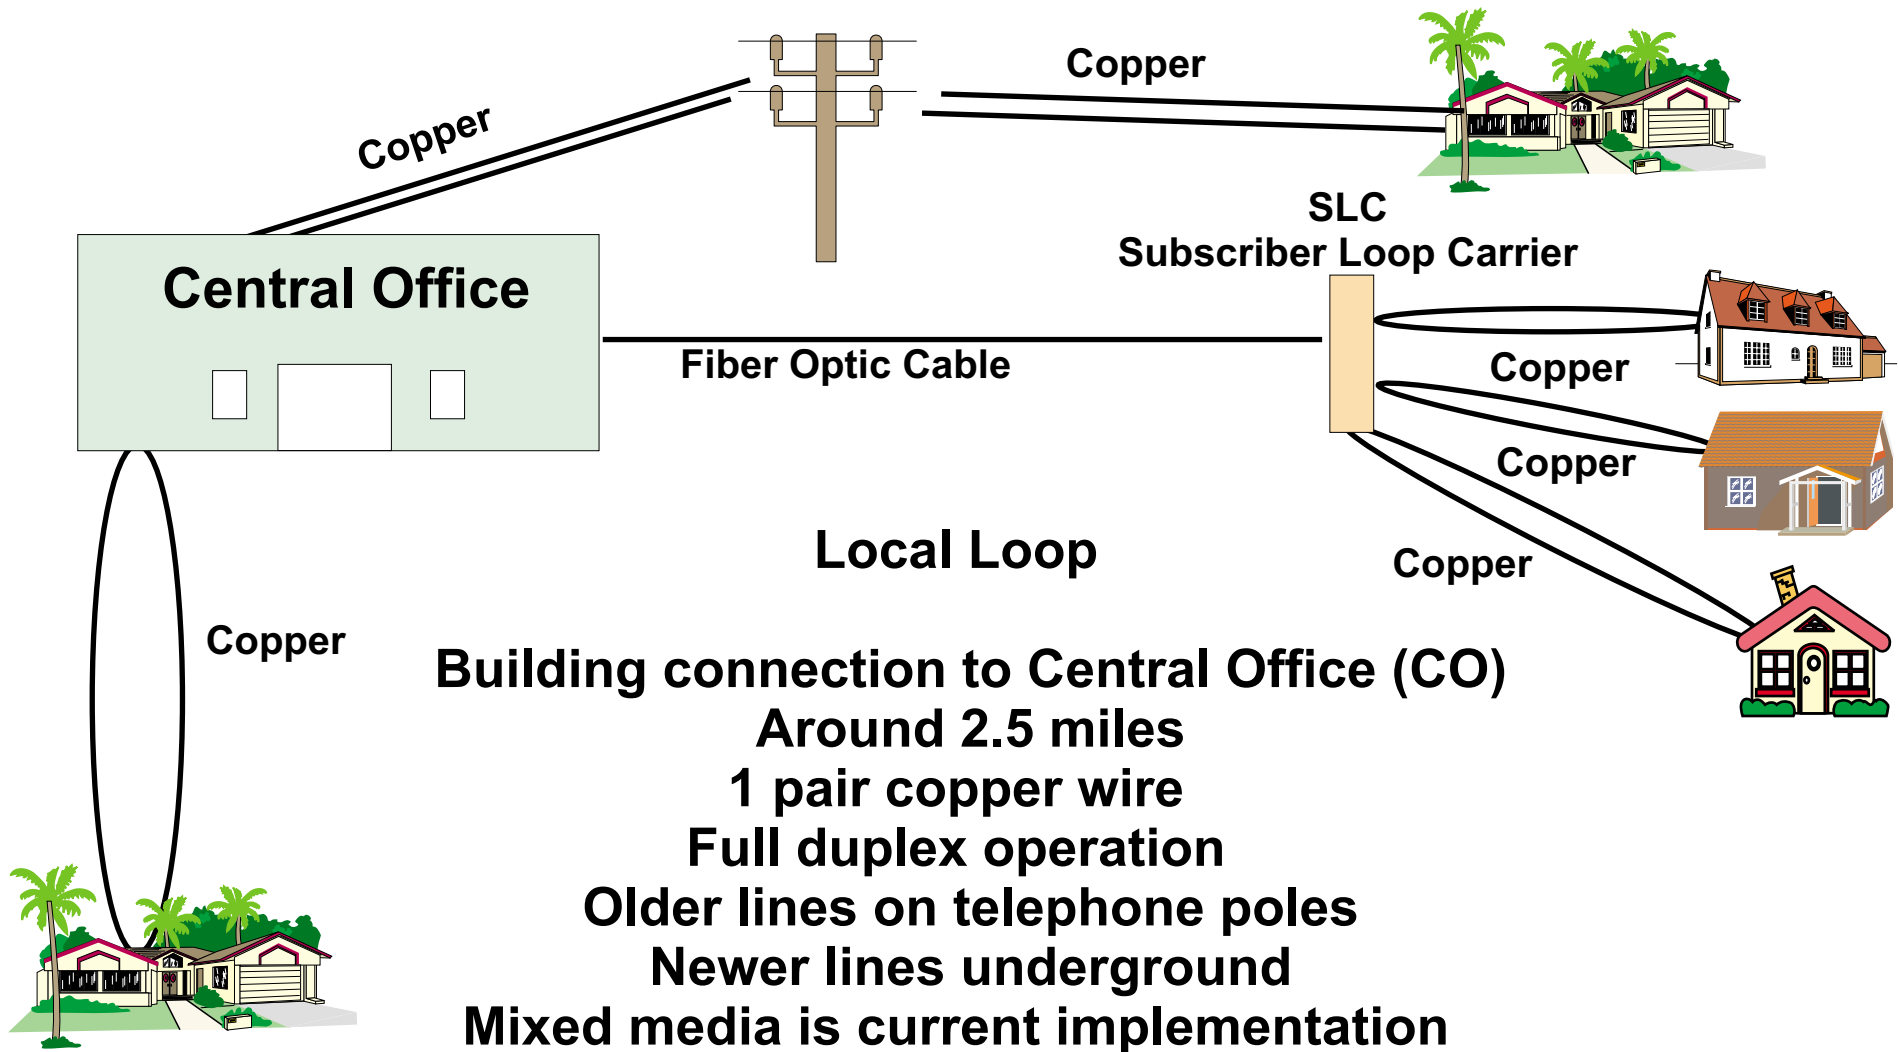 Copper
Copper
SLC
Subscriber Loop Carrier
Central Office
Fiber Optic Cable
Copper
Copper
Copper
Copper
Local Loop
Building connection to Central Office (CO)
Around 2.5 miles
1 pair copper wire
Full duplex operation
Older lines on telephone poles
Newer lines underground
Mixed media is current implementation